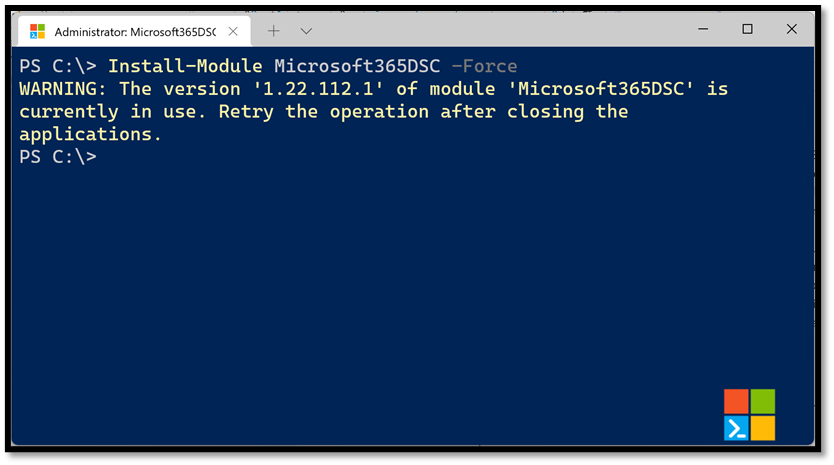 Administrator: Microsoft365DSC
PS C:\> Install-Module Microsoft365DSC -Force
WARNING: The version '1.22.112.1' of module 'Microsoft365DSC' is
currently in use. Retry the operation after closing the
applications.
PS C:\>